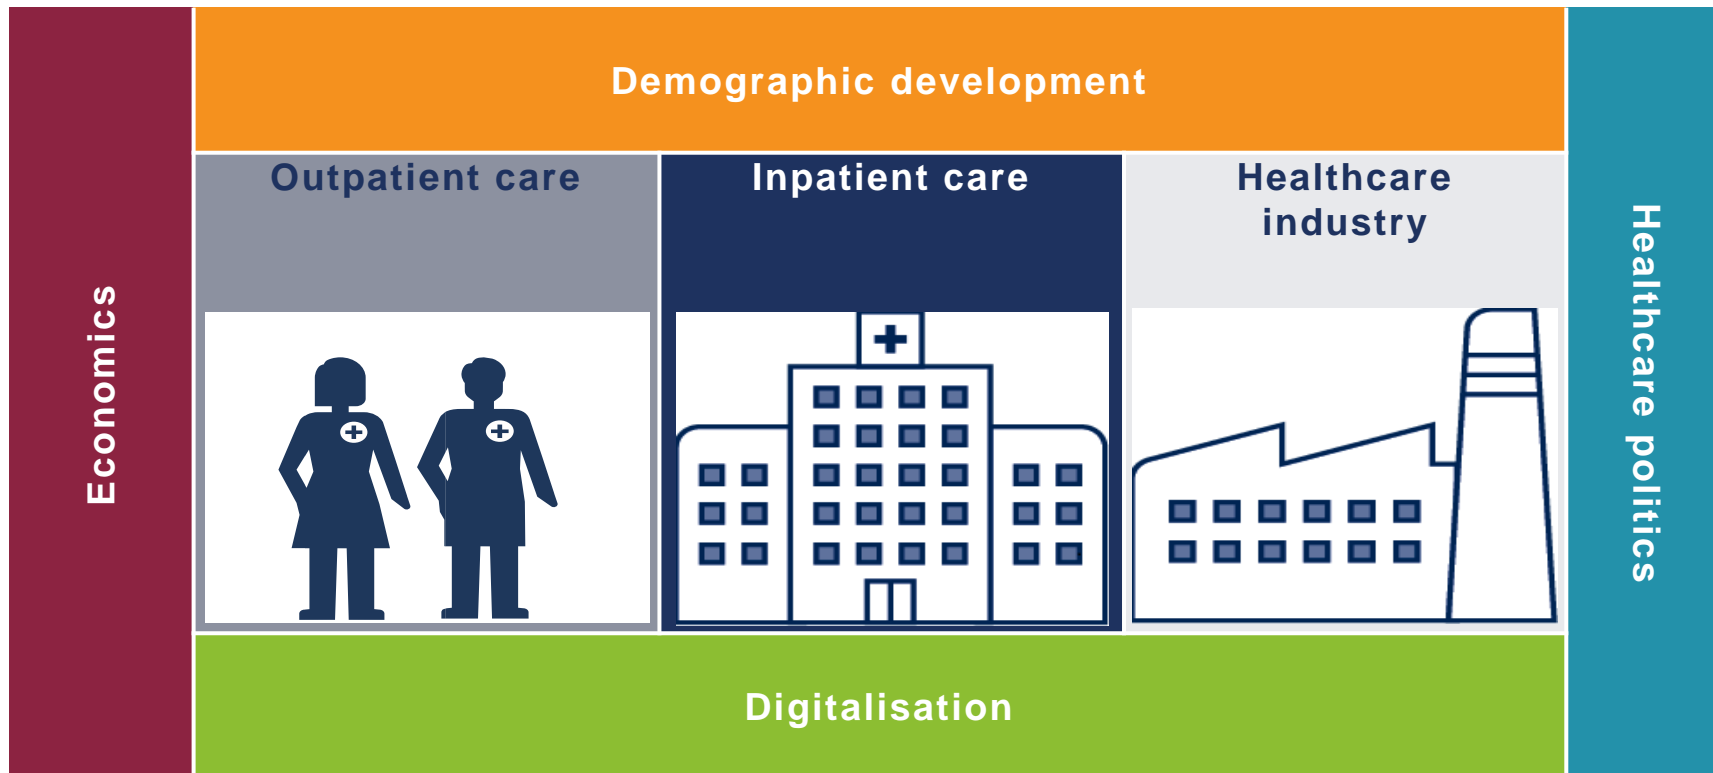 Demographic development
Economics
Outpatient care
Inpatient care
Healthcare
industry
Healthcare politics
Digitalisation